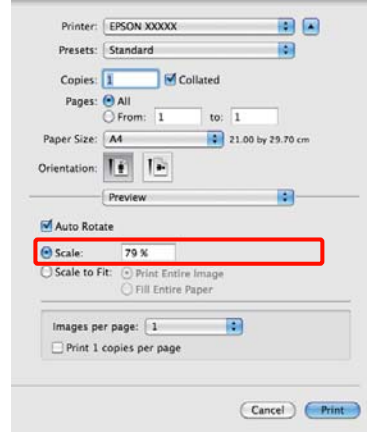 Printer: EPSON XXXXX
Presets: Standard
Copies: 1 Collated
Pages: All
From: 1 to: 1
Paper Size: A4 21.00 by 29.70 cm
Orientation:
Preview
Auto Rotate
Scale: 79 %
Scale to Fit: Print Entire Image
Fill Entire Paper
Images per page: 1
Print 1 copies per page
Cancel Print